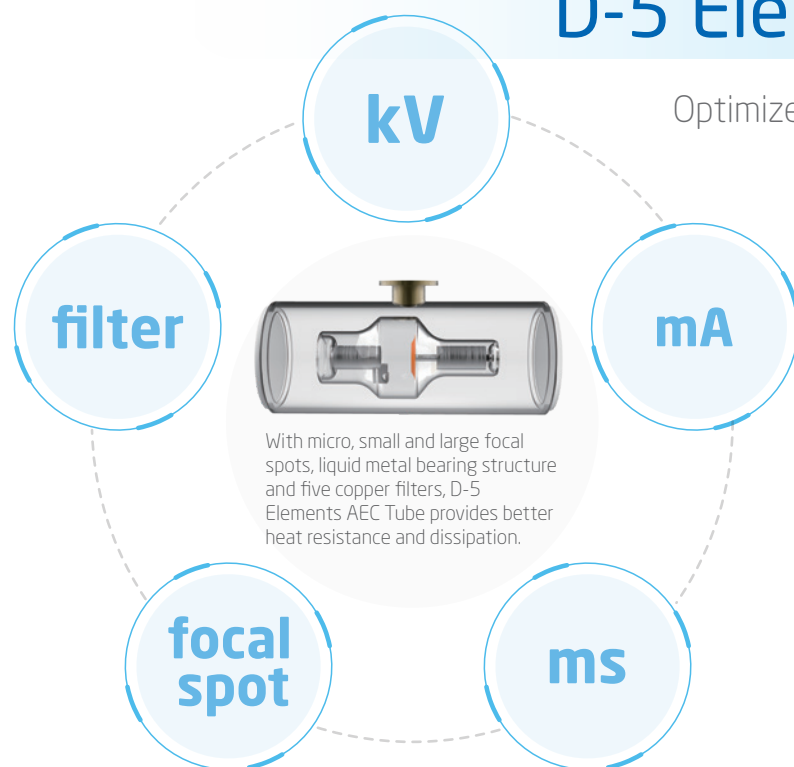 D-5 Ele
Optimize
kV
filter
mA
With micro, small and large focal
spots, liquid metal bearing structure
and five copper filters, D-5
Elements AEC Tube provides better
heat resistance and dissipation.
focal
spot
ms